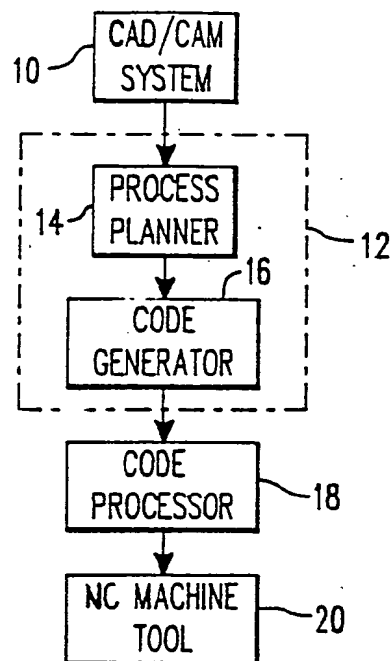 CAD/CAM
SYSTEM
10
PROCESS
PLANNER
14
12
16
CODE
GENERATOR
CODE
PROCESSOR
18
NC MACHINE
TOOL
20